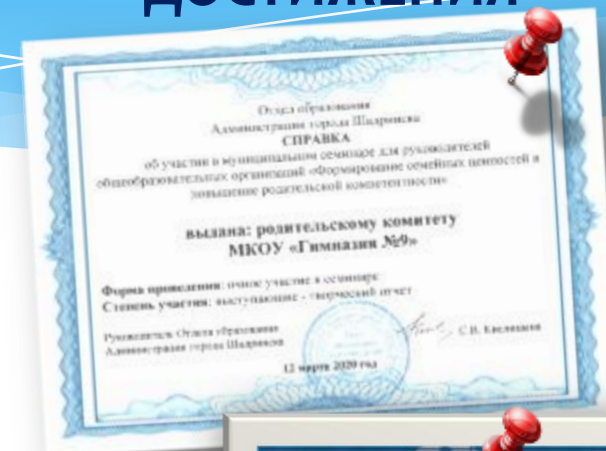 ДОСТИЖЕНИЯ
Отдел образования
Администрации города Шадринска
СПРАВКА
об участии в муниципальном семинаре для руководителей
общеобразовательных организаций «Формирование семейных ценностей и
повышение родительской компетентности»
выдана: родительскому комитету
МКОУ «Гимназия №9»
Форма проведения: очное участие в семинаре
Степень участия: выступающие - творческий отчет
Руководитель Отдела образования
Администрации города Шадринска
С.В.
12 марта 2020 год